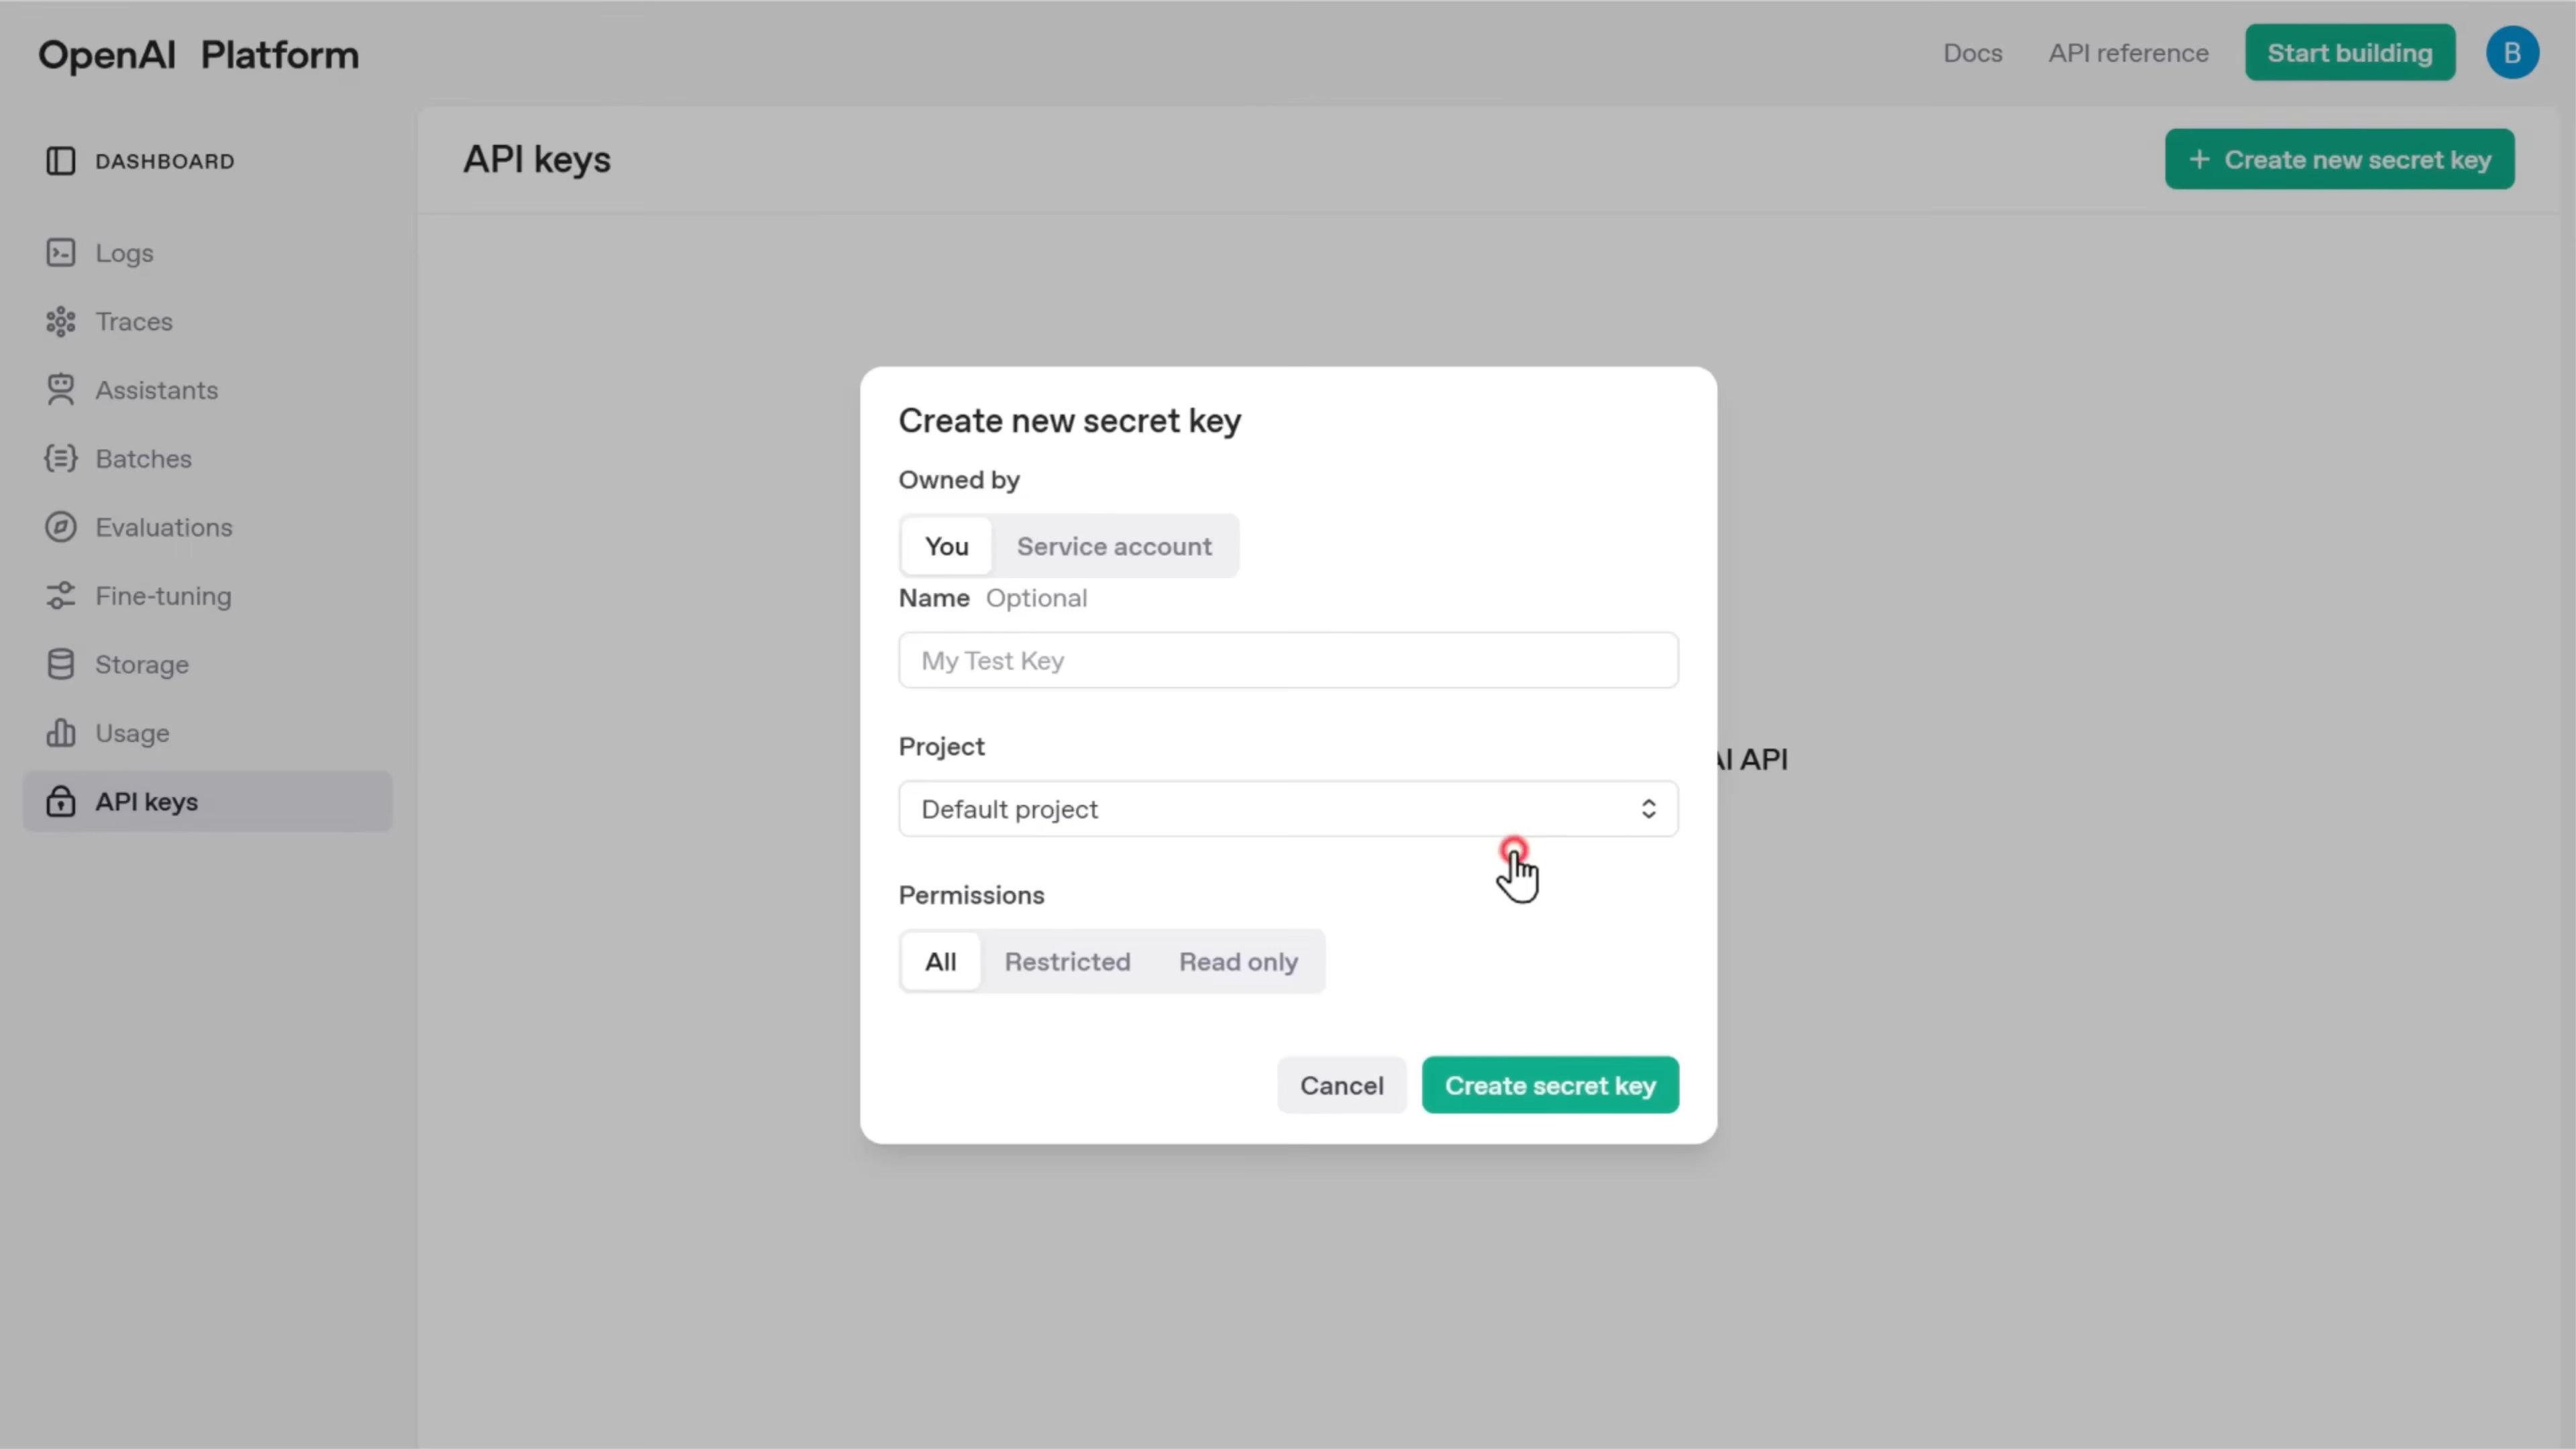 OpenAI Platform
Docs
API reference
Start building
B
DASHBOARD
Logs
Traces
Assistants
Batches
Evaluations
Fine-tuning
Storage
Usage
API keys
API keys
+ Create new secret key
Create new secret key
Owned by
You
Service account
Name Optional
My Test Key
Project
Default project
Permissions
All
Restricted
Read only
Cancel
Create secret key
AI API